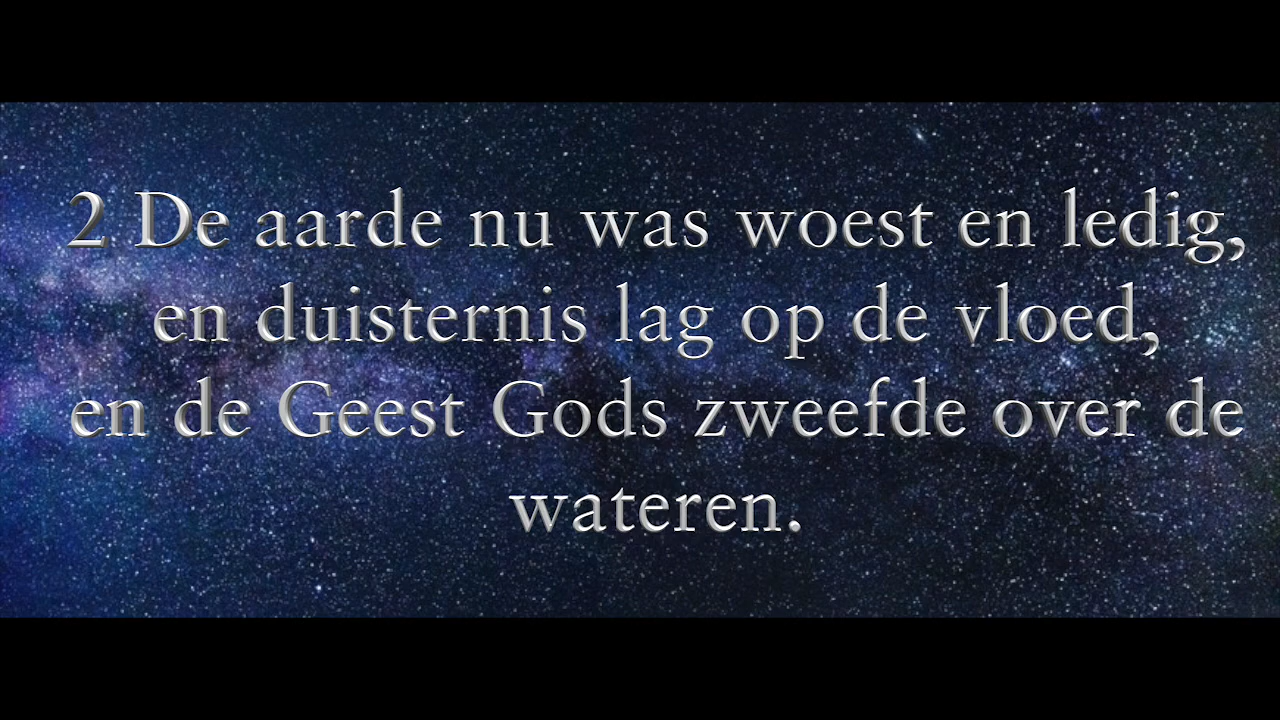 2 De aarde nu was woest en ledig,
en duisternis lag op de vloed,
en de Geest Gods zweefde over de
wateren.